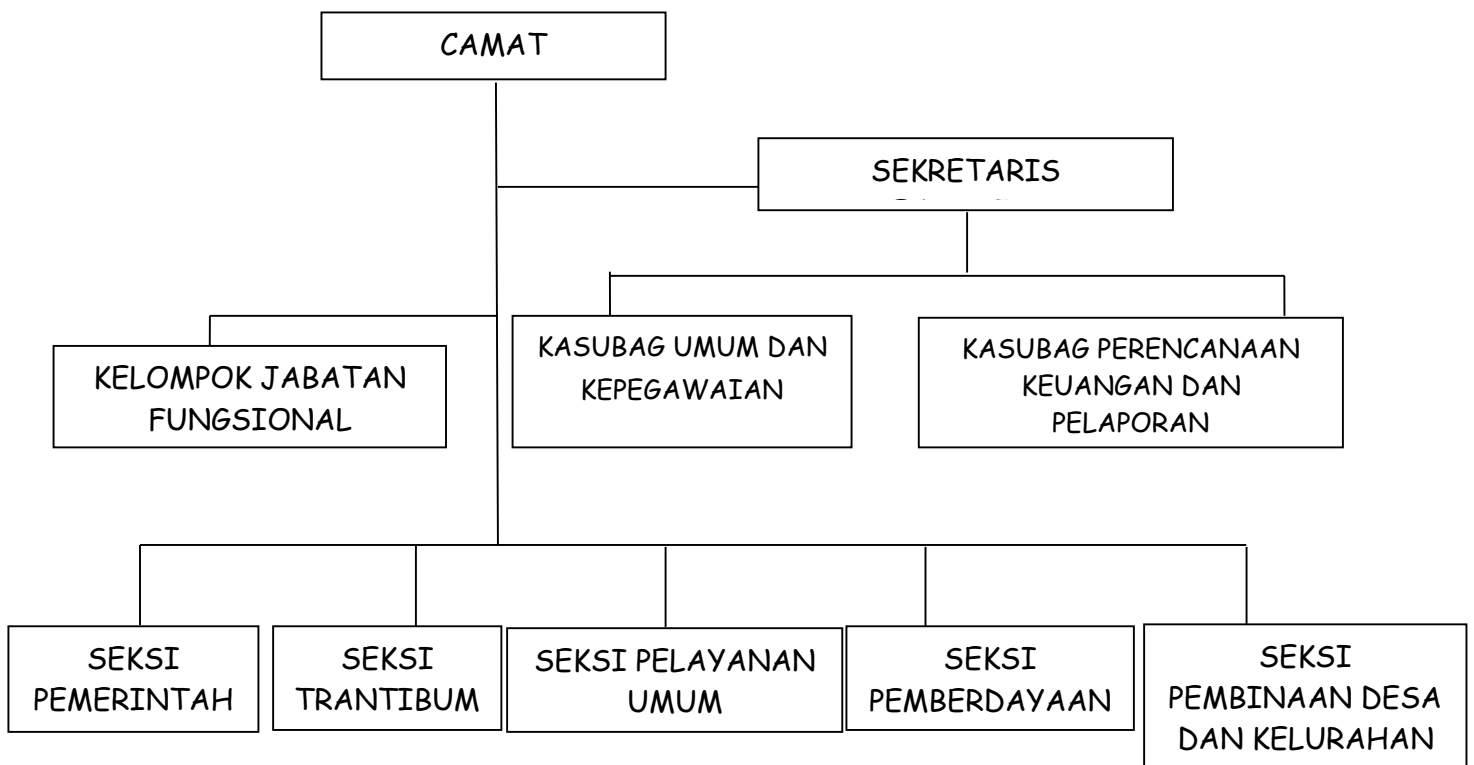 CAMAT
SEKRETARIS
KELOMPOK JABATAN
FUNGSIONAL
KASUBAG UMUM DAN
KEPEGAWAIAN
KASUBAG PERENCANAAN
KEUANGAN DAN
PELAPORAN
SEKSI
PEMERINTAH
SEKSI
TRANTIBUM
SEKSI PELAYANAN
UMUM
SEKSI
PEMBERDAYAAN
SEKSI
PEMBINAAN DESA
DAN KELURAHAN